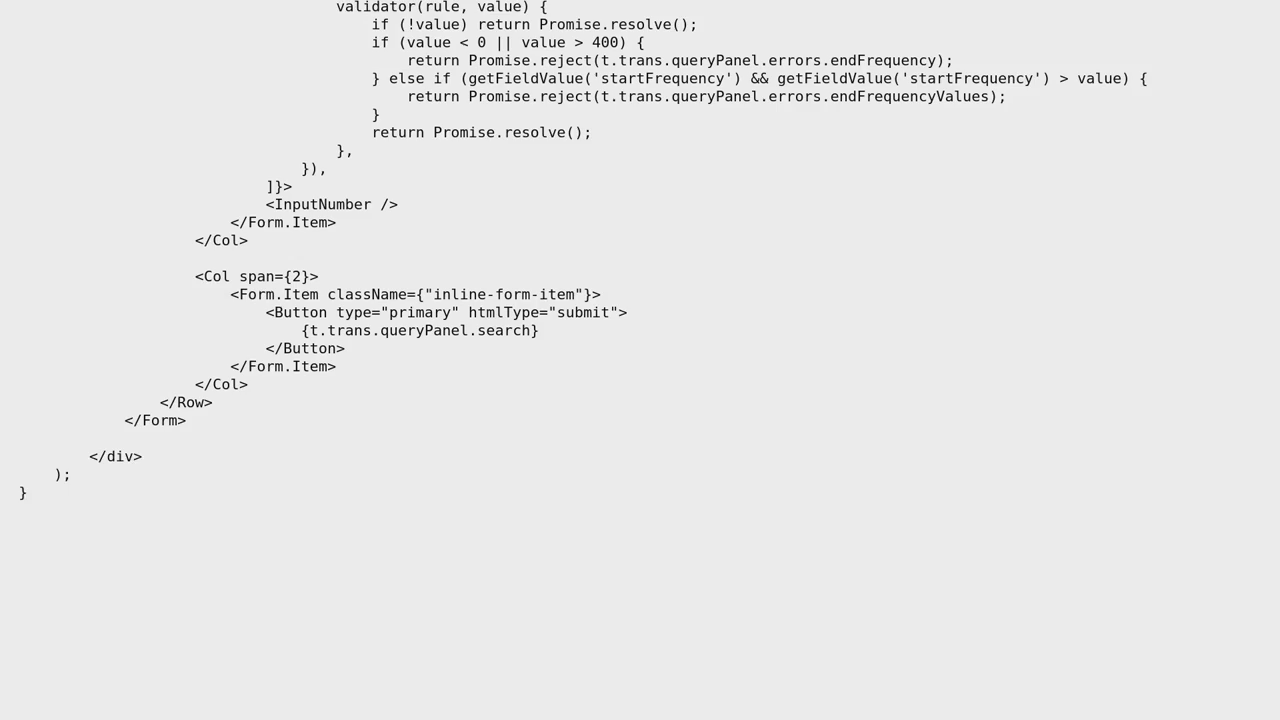 validator(rule, value) {
if (!value) return Promise.resolve();
if (value < 0 || value > 400) {
return Promise.reject(t.trans.queryPanel.errors.endFrequency);
} else if (getFieldValue('startFrequency') && getFieldValue('startFrequency') > value) {
return Promise.reject(t.trans.queryPanel.errors.endFrequencyValues);
}
return Promise.resolve();
},
}),
]}>
<InputNumber />
</Form.Item>
</Col>
<Col span={2}>
<Form.Item className={"inline-form-item"}>
<Button type="primary" htmlType="submit">
{t.trans.queryPanel.search}
</Button>
</Form.Item>
</Col>
</Row>
</Form>
</div>
);
}